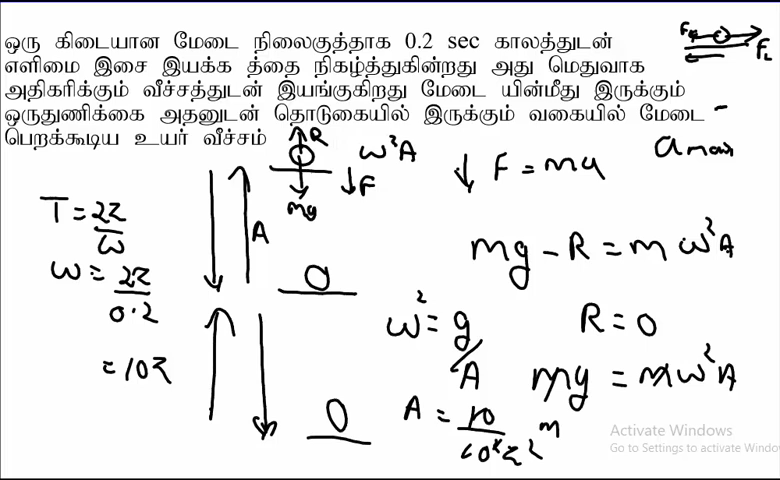 ஒரு கிடையான மேடை நிலைகுத்தாக 0.2 sec காலத்துடன்
எளிமை இசை இயக்க த்தை நிகழ்த்துகின்றது அது மெதுவாக
அதிகரிக்கும் வீச்சத்துடன் இயங்குகிறது மேடை யின்மீது இருக்கும்
ஒருதுணிக்கை அதனுடன் தொடுகையில் இருக்கும் வகையில் மேடை
பெறக்கூடிய உயர் வீச்சம்
R
ω²A
a max
F = ma
F
mg
T = 2π/ω
A
mg - R = m ω²A
ω = 2π/0.2
ω² = g/A
R = 0
= 10π
mg = mω²A
A = 10/10²π² m
Activate Windows
Go to Settings to activate Windo